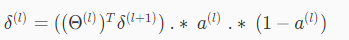 δ^{(l)} = ((Θ^{(l)})^T δ^{(l+1)}) .∗ a^{(l)} .∗ (1 − a^{(l)})